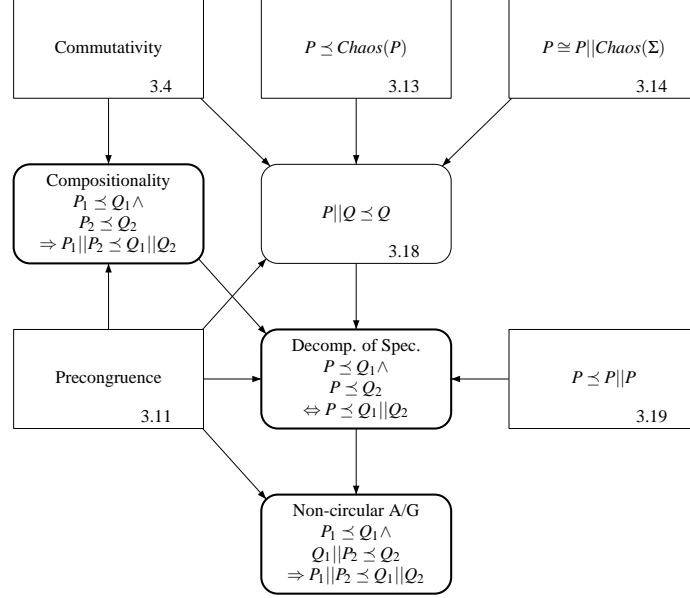 Commutativity
3.4
P ⪯ Chaos(P)
3.13
P ≅ P||Chaos(Σ)
3.14
Compositionality
P₁ ⪯ Q₁∧
P₂ ⪯ Q₂
⇒ P₁||P₂ ⪯ Q₁||Q₂
P||Q ⪯ Q
3.18
Precongruence
3.11
Decomp. of Spec.
P ⪯ Q₁∧
P ⪯ Q₂
⇔ P ⪯ Q₁||Q₂
P ⪯ P||P
3.19
Non-circular A/G
P₁ ⪯ Q₁∧
Q₁||P₂ ⪯ Q₂
⇒ P₁||P₂ ⪯ Q₁||Q₂